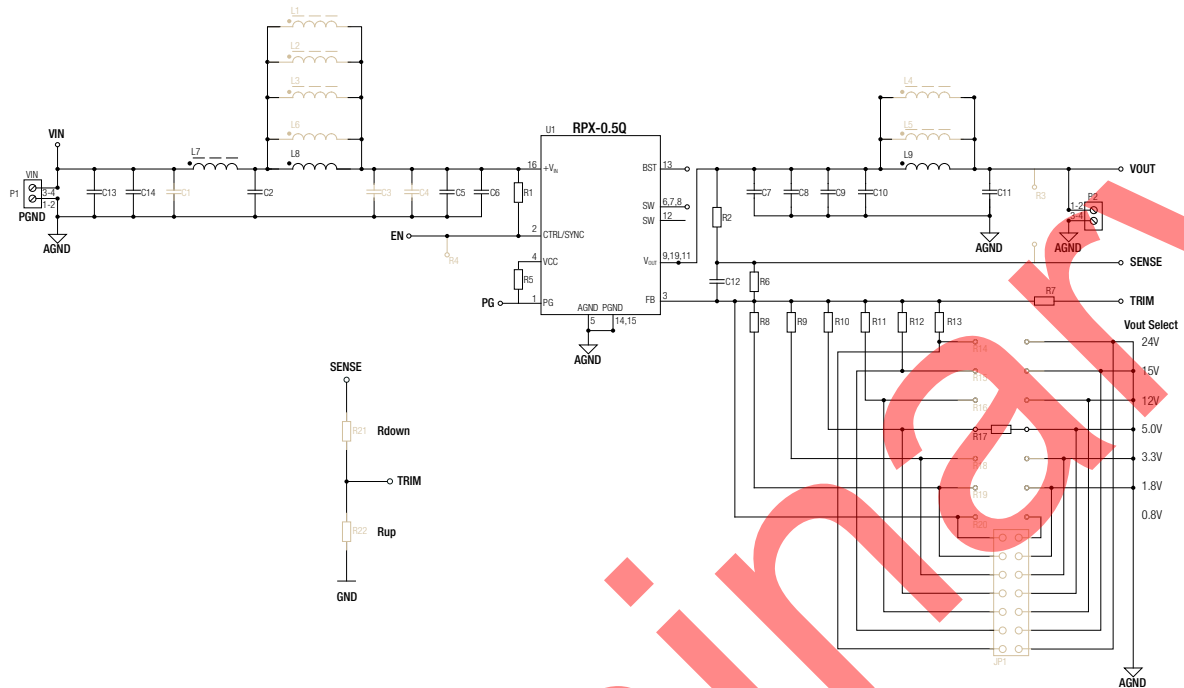 L1
L2
L3
L6
L8
L7
VIN
VIN
P1
3-4
1-2
PGND
AGND
C13
C14
C1
C2
C3
C4
C5
C6
R1
EN
R4
R5
PG
U1
RPX-0.5Q
16
+VIN
2
CTRL/SYNC
4
VCC
1
PG
BST
13
SW
6,7,8
SW
12
VOUT
9,19,11
FB
3
AGND PGND
5
14,15
AGND
L4
L5
L9
C7
C8
C9
C10
C11
AGND
R2
C12
R6
R3
VOUT
P2
1-2
3-4
AGND
SENSE
R7
TRIM
R8
R9
R10
R11
R12
R13
Vout Select
R14
24V
R15
15V
R16
12V
R17
5.0V
R18
3.3V
R19
1.8V
R20
0.8V
JP1
AGND
SENSE
R21
Rdown
TRIM
R22
Rup
GND
inary